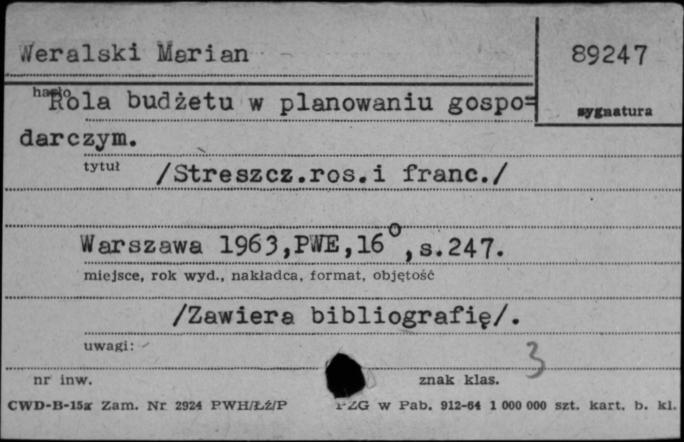 Weralski Marian
89247
hasło
Rola budżetu w planowaniu gospo=
sygnatura
darczym.
tytuł
/Streszcz.ros.i franc./
Warszawa 1963,PWE,16°,s.247.
miejsce, rok wyd., nakładca, format, objętość
/Zawiera bibliografię/.
uwagi:
3
nr inw.
znak klas.
CWD-B-15a Zam. Nr 2924 PWH/Łź/P PZG w Pab. 912-64 1 000 000 szt. kart. b. kl.